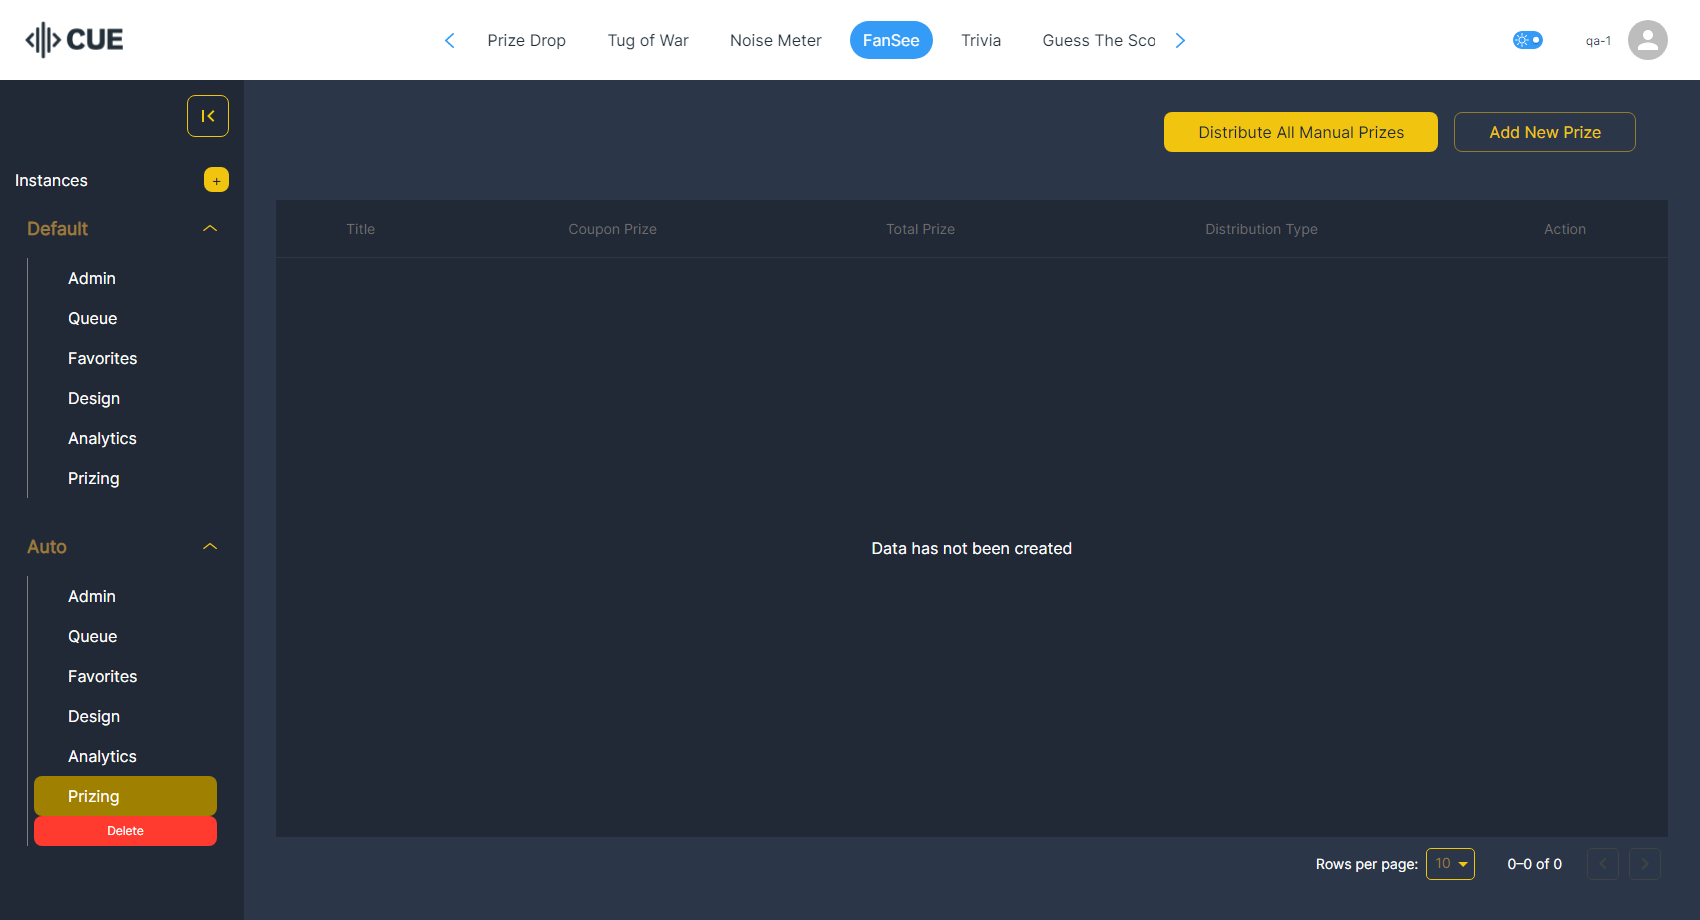 CUE
Prize Drop
Tug of War
Noise Meter
FanSee
Trivia
Guess The Sco
qa-1
Instances
+
Default
Admin
Queue
Favorites
Design
Analytics
Prizing
Auto
Admin
Queue
Favorites
Design
Analytics
Prizing
Delete
Distribute All Manual Prizes
Add New Prize
Title
Coupon Prize
Total Prize
Distribution Type
Action
Data has not been created
Rows per page:
10
0–0 of 0